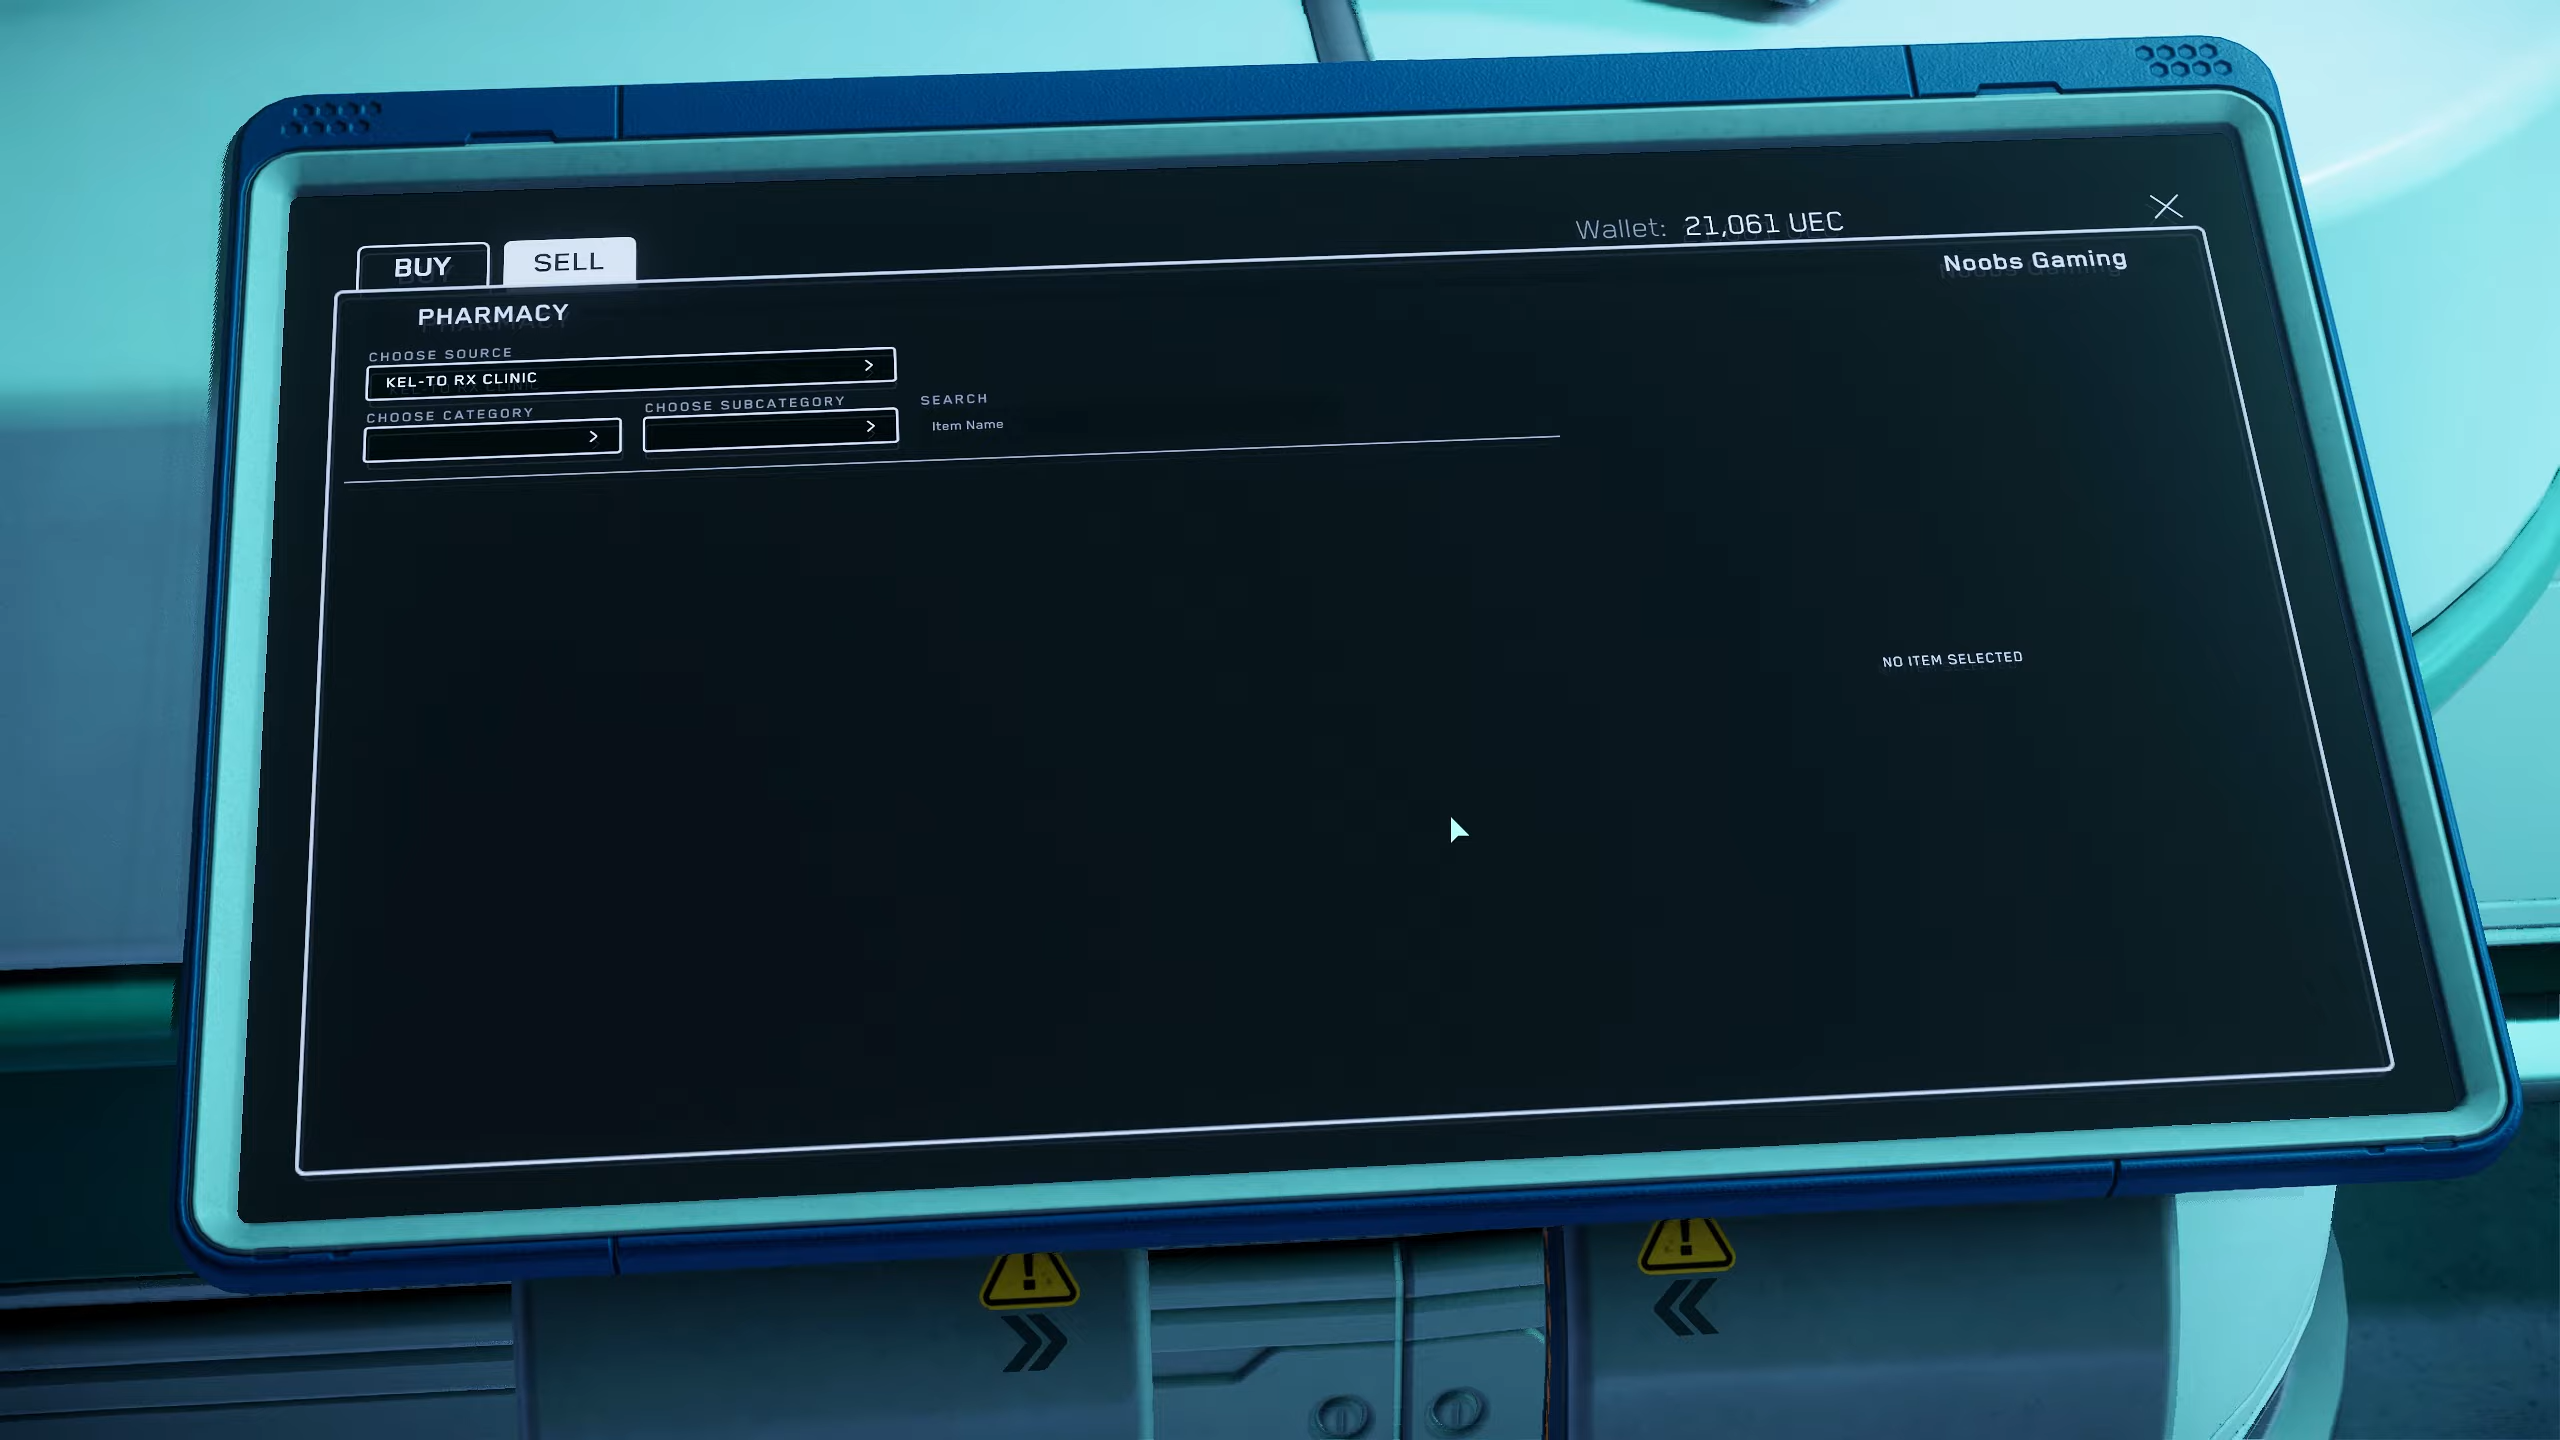 Wallet: 21,061 UEC
BUY
SELL
Noobs Gaming
PHARMACY
CHOOSE SOURCE
KEL-TO RX CLINIC
CHOOSE CATEGORY
CHOOSE SUBCATEGORY
SEARCH
Item Name
NO ITEM SELECTED